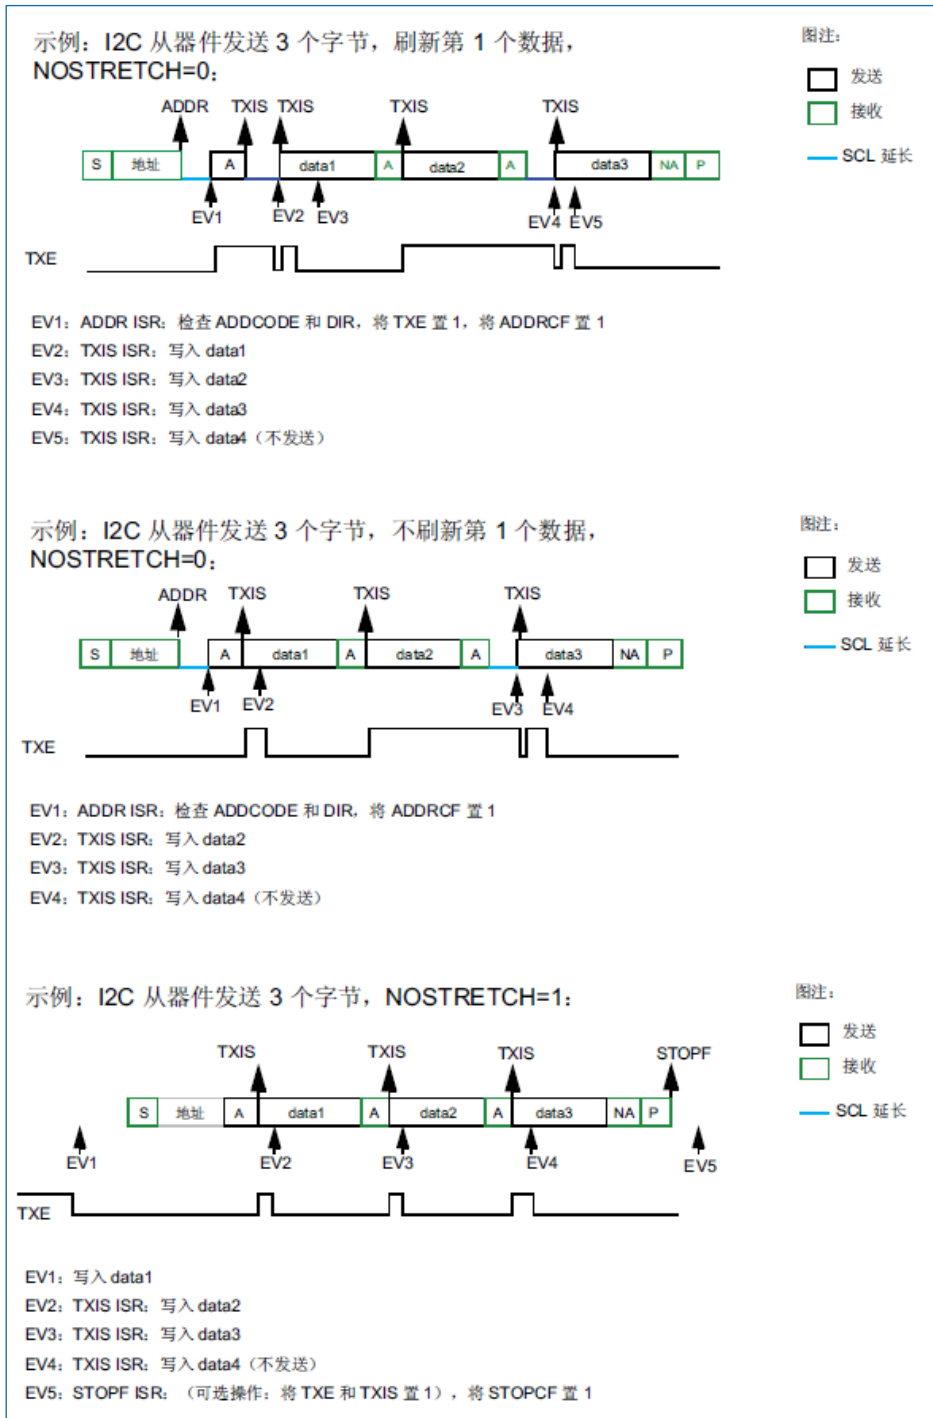 示例：I2C 从器件发送 3 个字节，刷新第 1 个数据，
NOSTRETCH=0：
图注：
发送
接收
SCL 延长
ADDR TXIS TXIS TXIS TXIS
S 地址 A data1 A data2 A data3 NA P
EV1 EV2 EV3 EV4 EV5
TXE
EV1：ADDR ISR：检查 ADDCODE 和 DIR，将 TXE 置 1，将 ADDRCF 置 1
EV2：TXIS ISR：写入 data1
EV3：TXIS ISR：写入 data2
EV4：TXIS ISR：写入 data3
EV5：TXIS ISR：写入 data4（不发送）
示例：I2C 从器件发送 3 个字节，不刷新第 1 个数据，
NOSTRETCH=0：
图注：
发送
接收
SCL 延长
ADDR TXIS TXIS TXIS
S 地址 A data1 A data2 A data3 NA P
EV1 EV2 EV3 EV4
TXE
EV1：ADDR ISR：检查 ADDCODE 和 DIR，将 ADDRCF 置 1
EV2：TXIS ISR：写入 data2
EV3：TXIS ISR：写入 data3
EV4：TXIS ISR：写入 data4（不发送）
示例：I2C 从器件发送 3 个字节，NOSTRETCH=1：
图注：
发送
接收
SCL 延长
TXIS TXIS TXIS STOPF
S 地址 A data1 A data2 A data3 NA P
EV1 EV2 EV3 EV4 EV5
TXE
EV1：写入 data1
EV2：TXIS ISR：写入 data2
EV3：TXIS ISR：写入 data3
EV4：TXIS ISR：写入 data4（不发送）
EV5：STOPF ISR：（可选操作：将 TXE 和 TXIS 置 1），将 STOPCF 置 1